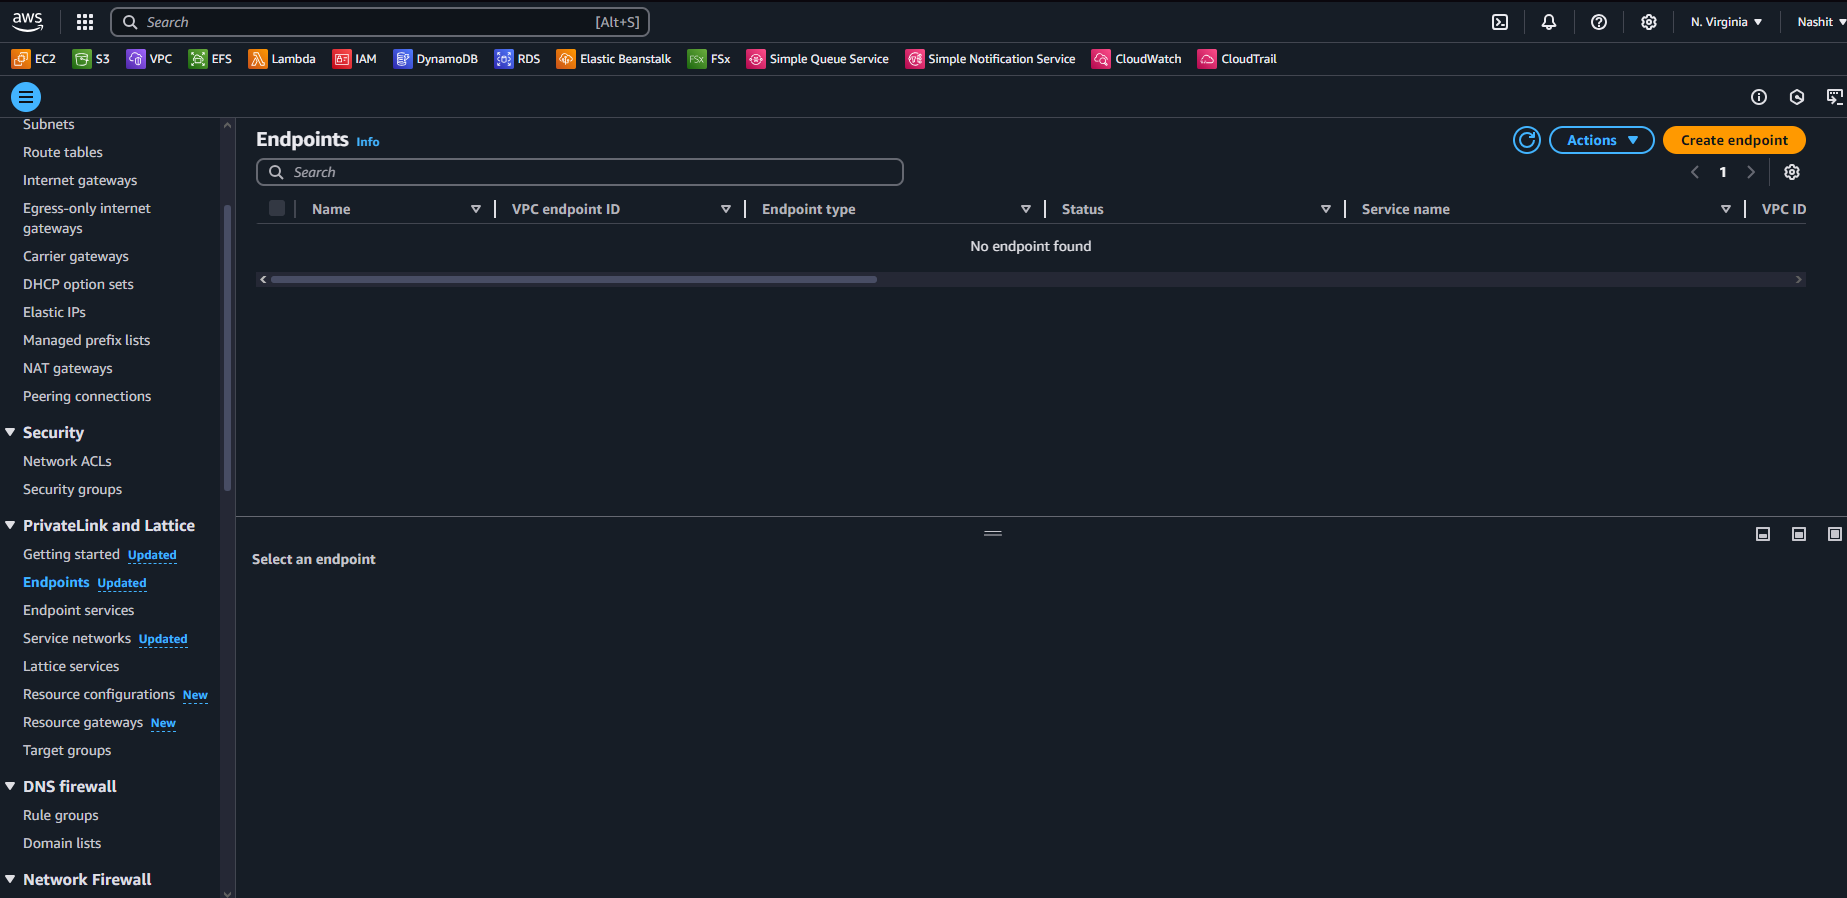 aws
Search [Alt+S]
N. Virginia
Nashit
EC2 S3 VPC EFS Lambda IAM DynamoDB RDS Elastic Beanstalk FSx FSx Simple Queue Service Simple Notification Service CloudWatch CloudTrail
Subnets
Route tables
Internet gateways
Egress-only internet
gateways
Carrier gateways
DHCP option sets
Elastic IPs
Managed prefix lists
NAT gateways
Peering connections
Security
Network ACLs
Security groups
PrivateLink and Lattice
Getting started Updated
Endpoints Updated
Endpoint services
Service networks Updated
Lattice services
Resource configurations New
Resource gateways New
Target groups
DNS firewall
Rule groups
Domain lists
Network Firewall
Endpoints Info
Actions
Create endpoint
Search
1
Name VPC endpoint ID Endpoint type Status Service name VPC ID
No endpoint found
Select an endpoint